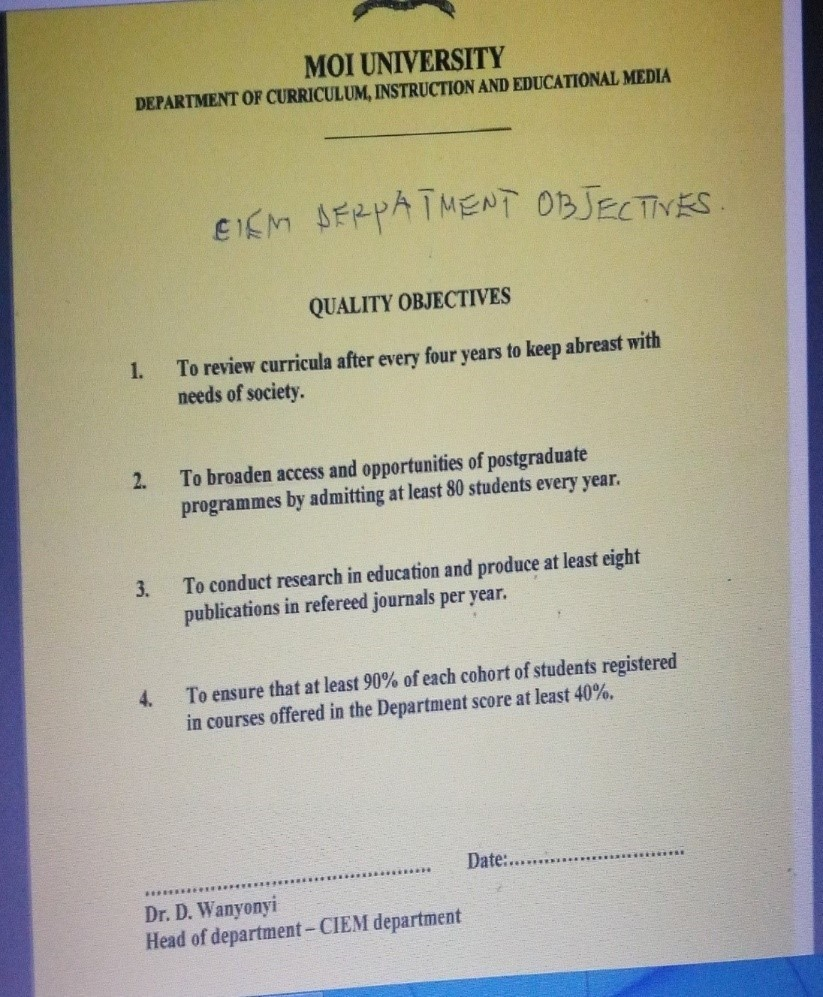 MOI UNIVERSITY
DEPARTMENT OF CURRICULUM, INSTRUCTION AND EDUCATIONAL MEDIA
CIEM DERPATMENT OBJECTIVES.
QUALITY OBJECTIVES
1. To review curricula after every four years to keep abreast with
needs of society.
2. To broaden access and opportunities of postgraduate
programmes by admitting at least 80 students every year.
3. To conduct research in education and produce at least eight
publications in refereed journals per year.
4. To ensure that at least 90% of each cohort of students registered
in courses offered in the Department score at least 40%.
Date:
Dr. D. Wanyonyi
Head of department – CIEM department